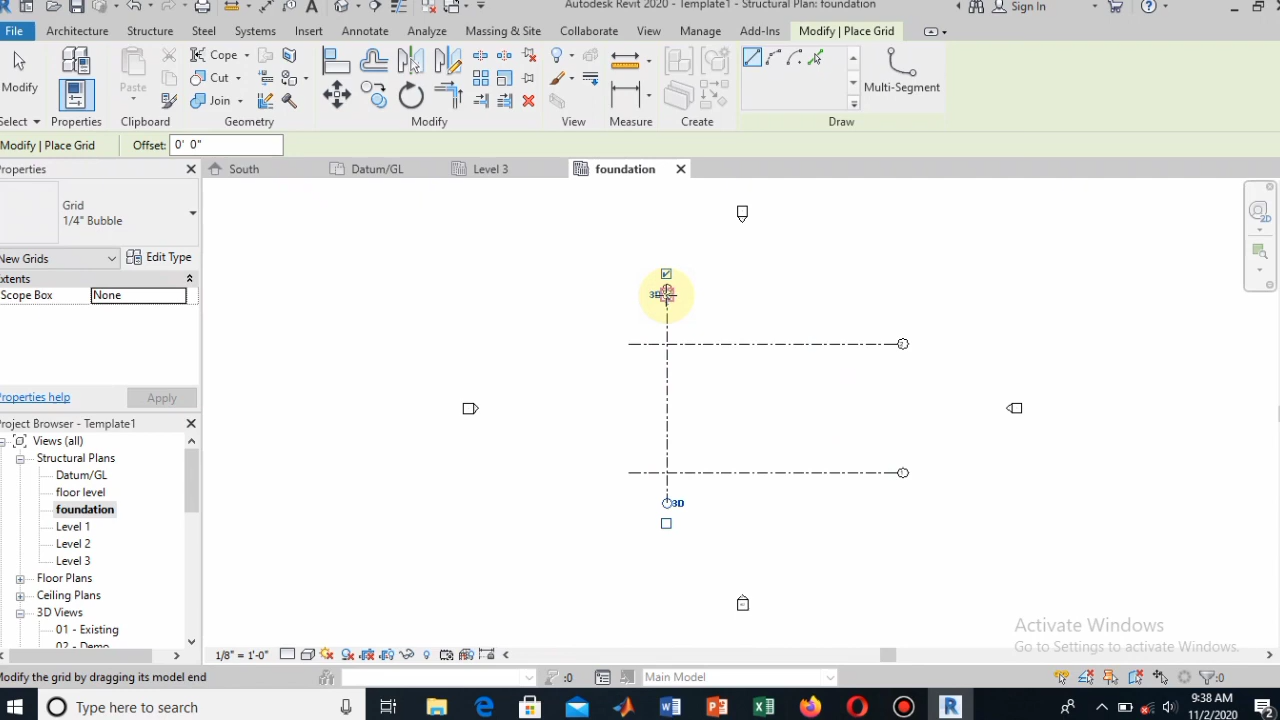 Autodesk Revit 2020 - Template1 - Structural Plan: foundation
Sign In
File Architecture Structure Steel Systems Insert Annotate Analyze Massing & Site Collaborate View Manage Add-Ins Modify | Place Grid
Modify Paste Cope Cut Join Multi-Segment
Select Properties Clipboard Geometry Modify View Measure Create Draw
Modify | Place Grid Offset: 0' 0"
Properties South Datum/GL Level 3 foundation
Grid
1/4" Bubble
New Grids Edit Type
Extents
Scope Box None
Properties help Apply
Project Browser - Template1
Views (all)
Structural Plans
Datum/GL
floor level
foundation
Level 1
Level 2
Level 3
Floor Plans
Ceiling Plans
3D Views
01 - Existing
02 - Demo
3D
3D
2D
Activate Windows
Go to Settings to activate Windows.
1/8" = 1'-0"
Modify the grid by dragging its model end :0 Main Model :0
Type here to search
9:38 AM
11/2/2020
2